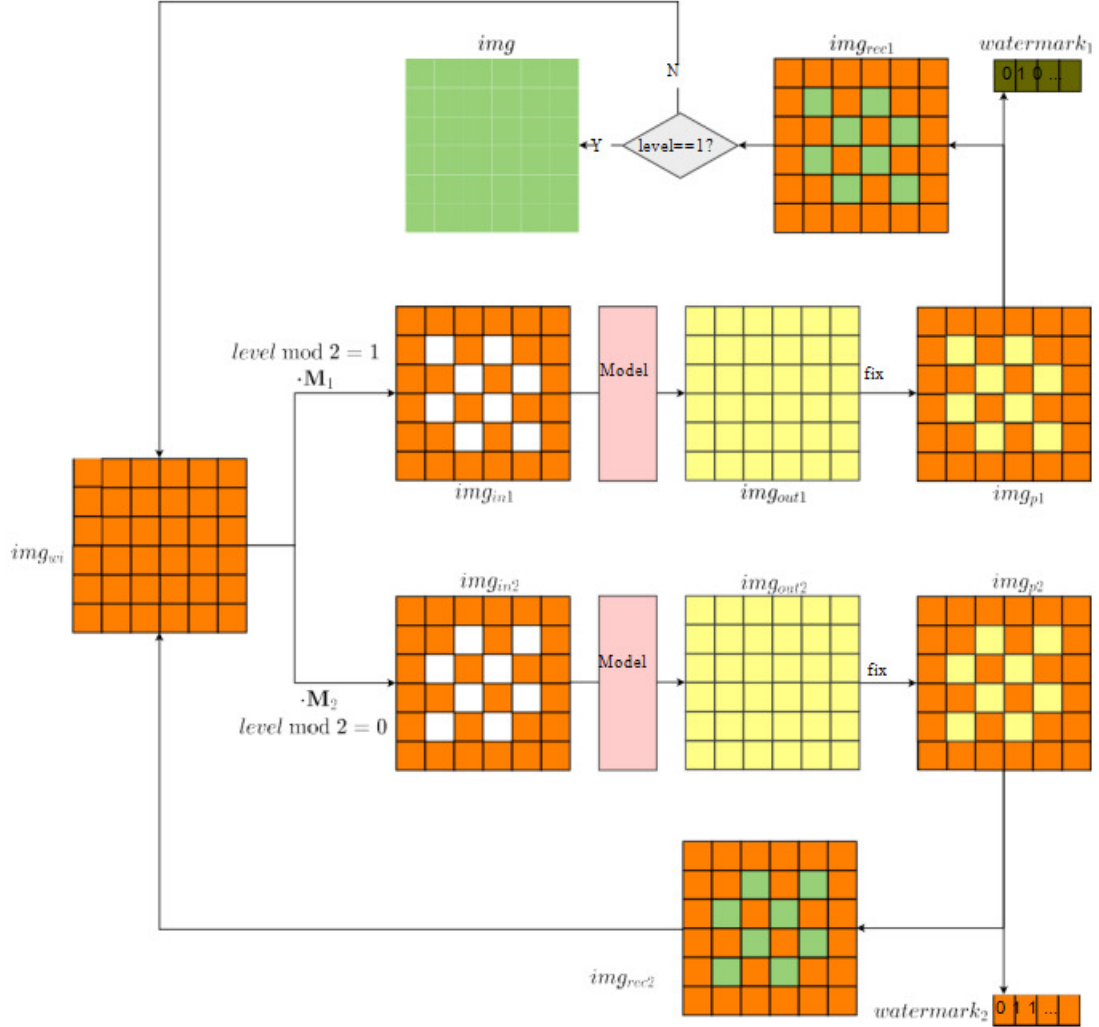 img
img_rec1
watermark_1
0 1 0 ...
N
Y
level==1?
level mod 2 = 1
·M_1
Model
fix
img_in1
img_out1
img_p1
img_wi
img_in2
img_out2
img_p2
Model
fix
·M_2
level mod 2 = 0
img_rec2
watermark_2
0 1 1 ...